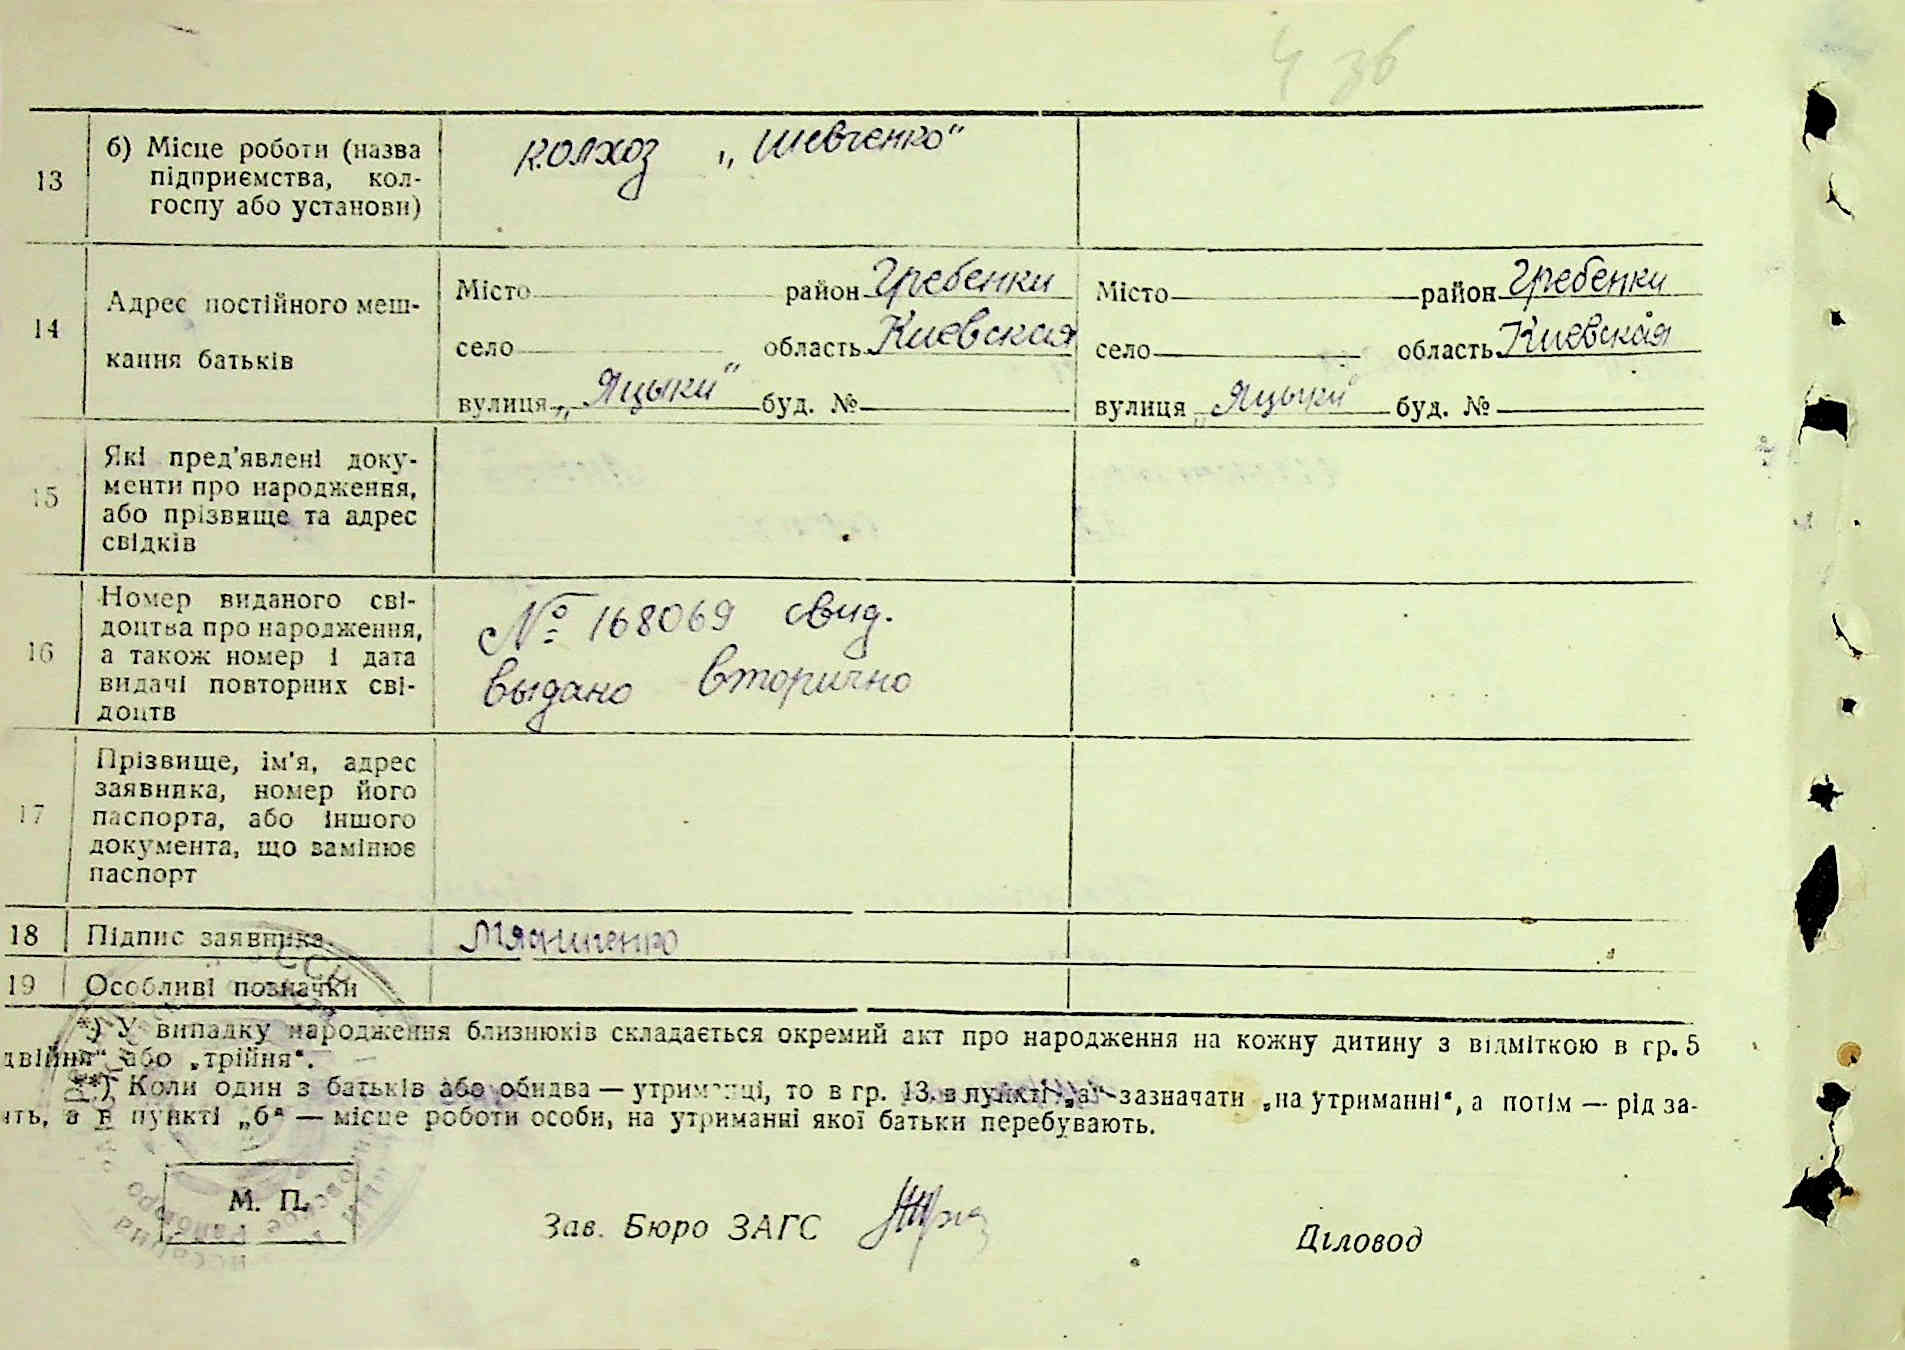 4 зв
13
б) Місце роботи (назва
підприємства, кол-
госпу або установи)
колхоз „Шевченко“
14
Адрес постійного меш-
кання батьків
Місто район Гребенки
село область Киевская
вулиця „Яцыки“ буд. №
Місто район Гребенки
село область Киевская
вулиця „Яцыки“ буд. №
15
Які пред'явлені доку-
менти про народження,
або прізвище та адрес
свідків
16
Номер виданого сві-
доцтва про народження,
а також номер і дата
видачі повторних сві-
доцтв
№ 168069 свид.
выдано вторично
17
Прізвище, ім'я, адрес
заявника, номер його
паспорта, або іншого
документа, що замінює
паспорт
18
Підпис заявника
19
Особливі позначки
*) У випадку народження близнюків складається окремий акт про народження на кожну дитину з відміткою в гр. 5
двійня“ або „трійня“.
**) Коли один з батьків або обидва — утриманці, то в гр. 13, в пункті „а“ зазначати „на утриманні“, а потім — рід за-
ять, а в пункті „б“ — місце роботи особи, на утриманні якої батьки перебувають.
М. П.
Зав. Бюро ЗАГС
Діловод